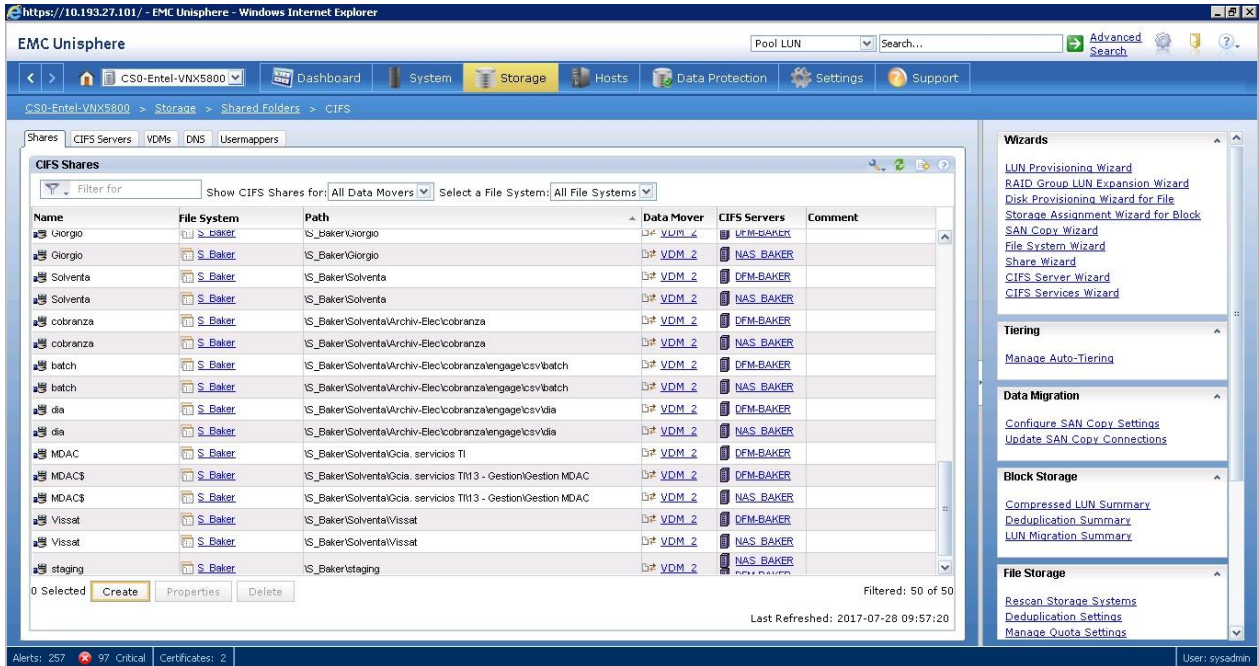 https://10.193.27.101/ - EMC Unisphere - Windows Internet Explorer
EMC Unisphere
Pool LUN
Search...
Advanced Search
CS0-Entel-VNX5800
Dashboard
System
Storage
Hosts
Data Protection
Settings
Support
CS0-Entel-VNX5800 > Storage > Shared Folders > CIFS
Shares CIFS Servers VDMs DNS Usermappers
CIFS Shares
Filter for Show CIFS Shares for: All Data Movers Select a File System: All File Systems
Name File System Path Data Mover CIFS Servers Comment
Giorgio S_Baker \S_Baker\Giorgio VDM_2 DFM-BAKER
Giorgio S_Baker \S_Baker\Giorgio VDM_2 NAS_BAKER
Solventa S_Baker \S_Baker\Solventa VDM_2 DFM-BAKER
Solventa S_Baker \S_Baker\Solventa VDM_2 NAS_BAKER
cobranza S_Baker \S_Baker\Solventa\Archiv-Elec\cobranza VDM_2 DFM-BAKER
cobranza S_Baker \S_Baker\Solventa\Archiv-Elec\cobranza VDM_2 NAS_BAKER
batch S_Baker \S_Baker\Solventa\Archiv-Elec\cobranza\engage\csv\batch VDM_2 DFM-BAKER
batch S_Baker \S_Baker\Solventa\Archiv-Elec\cobranza\engage\csv\batch VDM_2 NAS_BAKER
dia S_Baker \S_Baker\Solventa\Archiv-Elec\cobranza\engage\csv\dia VDM_2 DFM-BAKER
dia S_Baker \S_Baker\Solventa\Archiv-Elec\cobranza\engage\csv\dia VDM_2 NAS_BAKER
MDAC S_Baker \S_Baker\Solventa\Gcia. servicios TI VDM_2 DFM-BAKER
MDAC$ S_Baker \S_Baker\Solventa\Gcia. servicios TI\13 - Gestion\Gestion MDAC VDM_2 DFM-BAKER
MDAC$ S_Baker \S_Baker\Solventa\Gcia. servicios TI\13 - Gestion\Gestion MDAC VDM_2 NAS_BAKER
Vissat S_Baker \S_Baker\Solventa\Vissat VDM_2 DFM-BAKER
Vissat S_Baker \S_Baker\Solventa\Vissat VDM_2 NAS_BAKER
staging S_Baker \S_Baker\staging VDM_2 NAS_BAKER
DFM-BAKER
0 Selected Create Properties Delete Filtered: 50 of 50
Last Refreshed: 2017-07-28 09:57:20
Wizards
LUN Provisioning Wizard
RAID Group LUN Expansion Wizard
Disk Provisioning Wizard for File
Storage Assignment Wizard for Block
SAN Copy Wizard
File System Wizard
Share Wizard
CIFS Server Wizard
CIFS Services Wizard
Tiering
Manage Auto-Tiering
Data Migration
Configure SAN Copy Settings
Update SAN Copy Connections
Block Storage
Compressed LUN Summary
Deduplication Summary
LUN Migration Summary
File Storage
Rescan Storage Systems
Deduplication Settings
Manage Quota Settings
Alerts: 257 97 Critical Certificates: 2 User: sysadmin